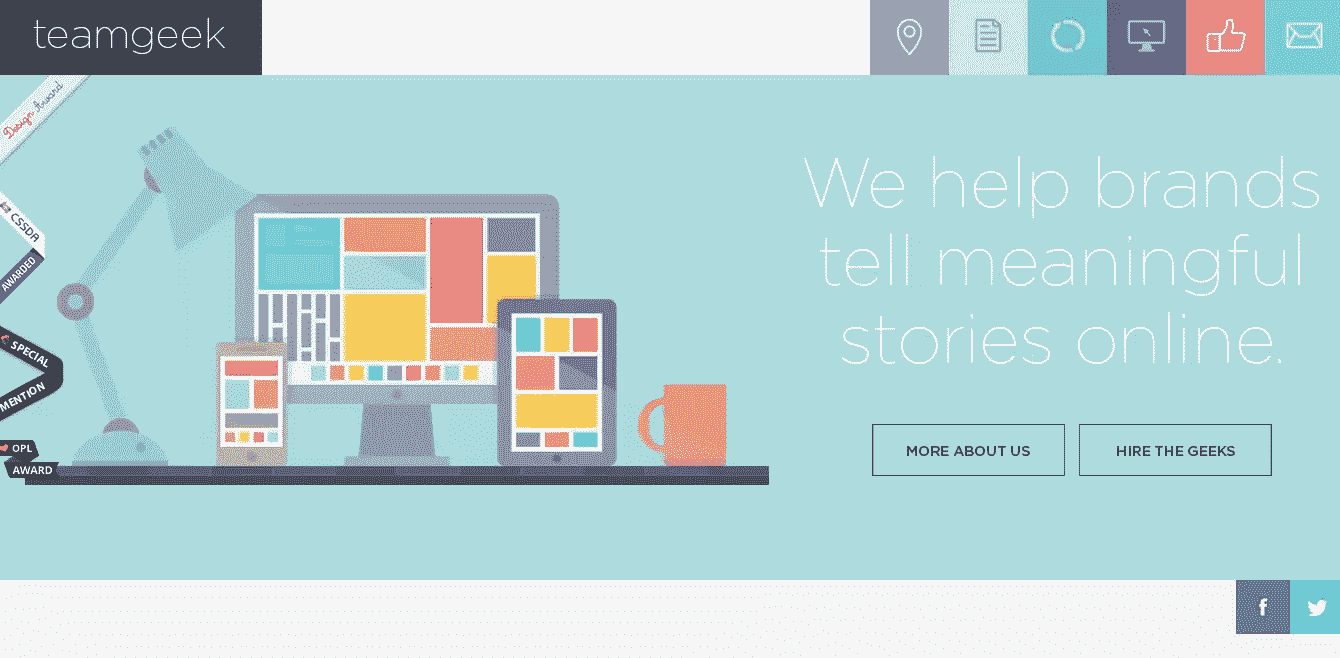 teamgeek
Design Award
CSSDA
AWARDED
SPECIAL
MENTION
OPL
AWARD
We help brands
tell meaningful
stories online.
MORE ABOUT US
HIRE THE GEEKS